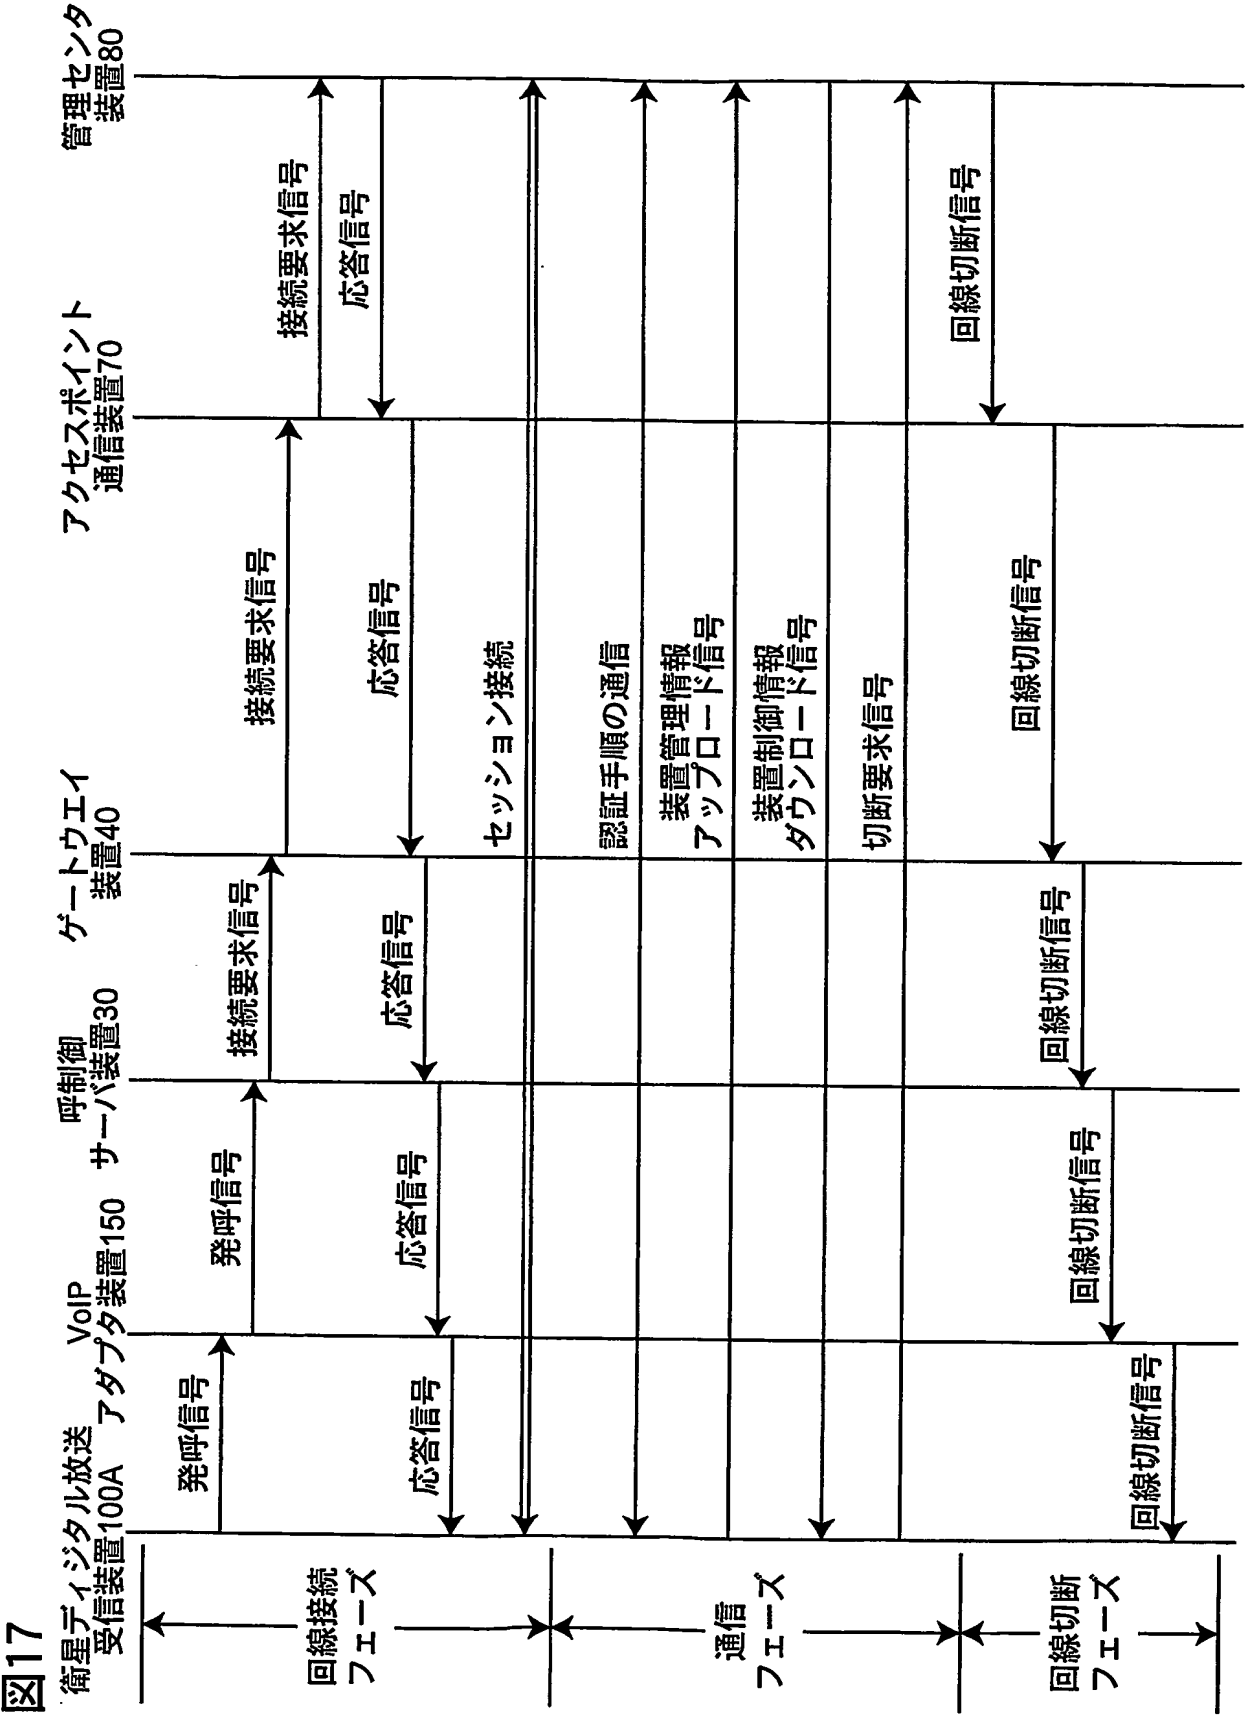 図17
衛星ディジタル放送
受信装置100A
VoIP
アダプタ装置150
呼制御
サーバ装置30
ゲートウエイ
装置40
アクセスポイント
通信装置70
管理センタ
装置80
回線接続
フェーズ
発呼信号
発呼信号
接続要求信号
接続要求信号
接続要求信号
応答信号
応答信号
応答信号
応答信号
応答信号
セッション接続
通信
フェーズ
認証手順の通信
装置管理情報
アップロード信号
装置制御情報
ダウンロード信号
切断要求信号
回線切断
フェーズ
回線切断信号
回線切断信号
回線切断信号
回線切断信号
回線切断信号